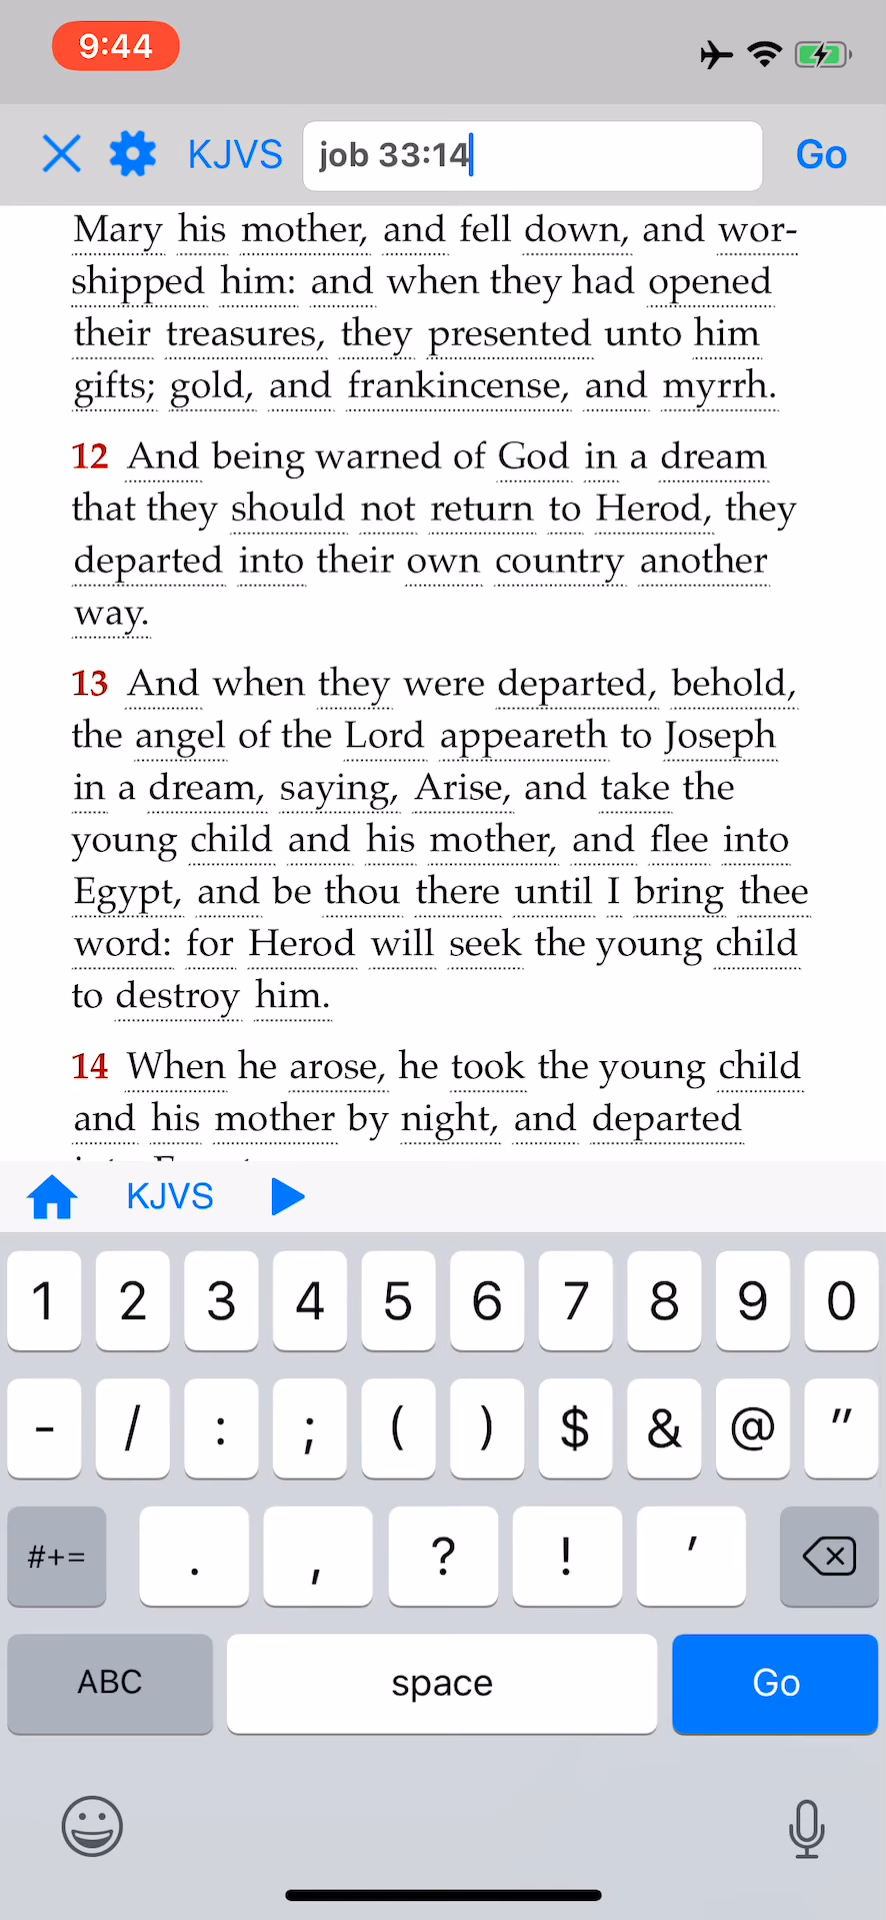 9:44
KJVS job 33:14 Go
Mary his mother, and fell down, and wor-
shipped him: and when they had opened
their treasures, they presented unto him
gifts; gold, and frankincense, and myrrh.
12 And being warned of God in a dream
that they should not return to Herod, they
departed into their own country another
way.
13 And when they were departed, behold,
the angel of the Lord appeareth to Joseph
in a dream, saying, Arise, and take the
young child and his mother, and flee into
Egypt, and be thou there until I bring thee
word: for Herod will seek the young child
to destroy him.
14 When he arose, he took the young child
and his mother by night, and departed
KJVS
1 2 3 4 5 6 7 8 9 0
- / : ; ( ) $ & @ "
#+= . , ? ! '
ABC space Go